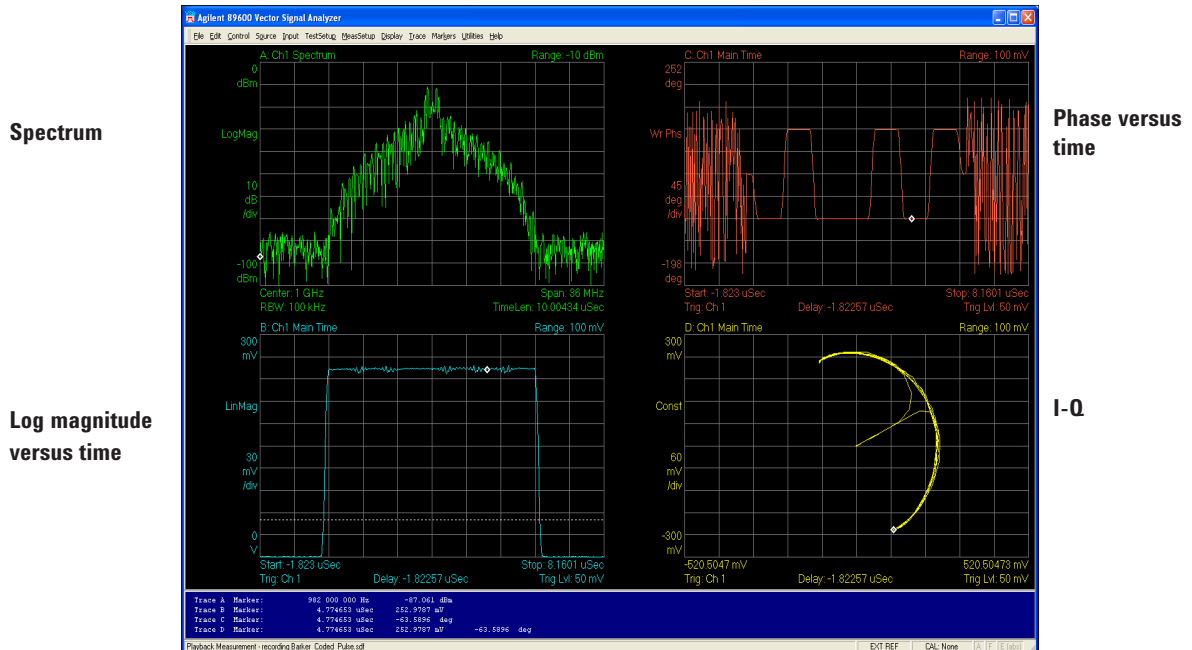 Agilent 89600 Vector Signal Analyzer
File Edit Control Source Input TestSetup MeasSetup Display Trace Markers Utilities Help
Spectrum
A: Ch1 Spectrum Range: -10 dBm
0
dBm
LogMag
10
dB
/div
-100
dBm
Center: 1 GHz Span: 36 MHz
RBW: 100 kHz TimeLen: 10.00434 uSec
C: Ch1 Main Time Range: 100 mV
252
deg
Wr Phs
45
deg
/div
-198
deg
Start: -1.823 uSec Stop: 8.1601 uSec
Trig: Ch 1 Delay: -1.82257 uSec Trig Lvl: 50 mV
Phase versus
time
Log magnitude
versus time
B: Ch1 Main Time Range: 100 mV
300
mV
LinMag
30
mV
/div
0
V
Start: -1.823 uSec Stop: 8.1601 uSec
Trig: Ch 1 Delay: -1.82257 uSec Trig Lvl: 50 mV
D: Ch1 Main Time Range: 100 mV
300
mV
Const
60
mV
/div
-300
mV
-520.5047 mV 520.50473 mV
Trig: Ch 1 Delay: -1.82257 uSec Trig Lvl: 50 mV
I-Q
Trace A Marker: 982 000 000 Hz -87.061 dBm
Trace B Marker: 4.774653 uSec 252.9787 mV
Trace C Marker: 4.774653 uSec -63.5896 deg
Trace D Marker: 4.774653 uSec 252.9787 mV -63.5896 deg
Playback Measurement - recording Barker_Coded_Pulse.sdf EXT REF CAL: None A F E (abs)